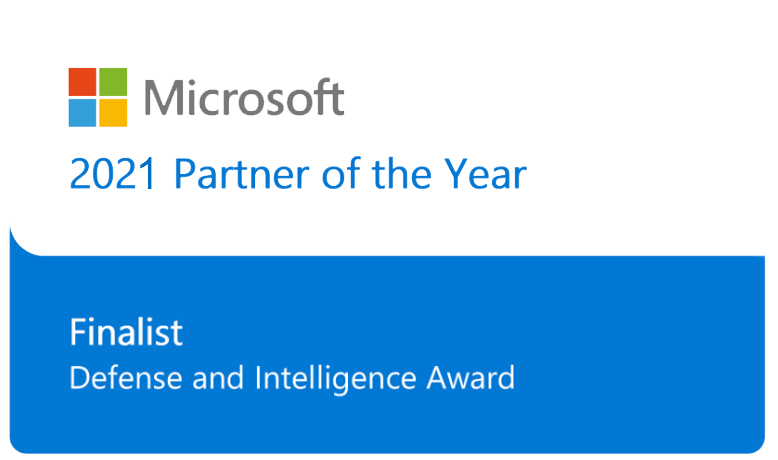 Microsoft
2021 Partner of the Year
Finalist
Defense and Intelligence Award